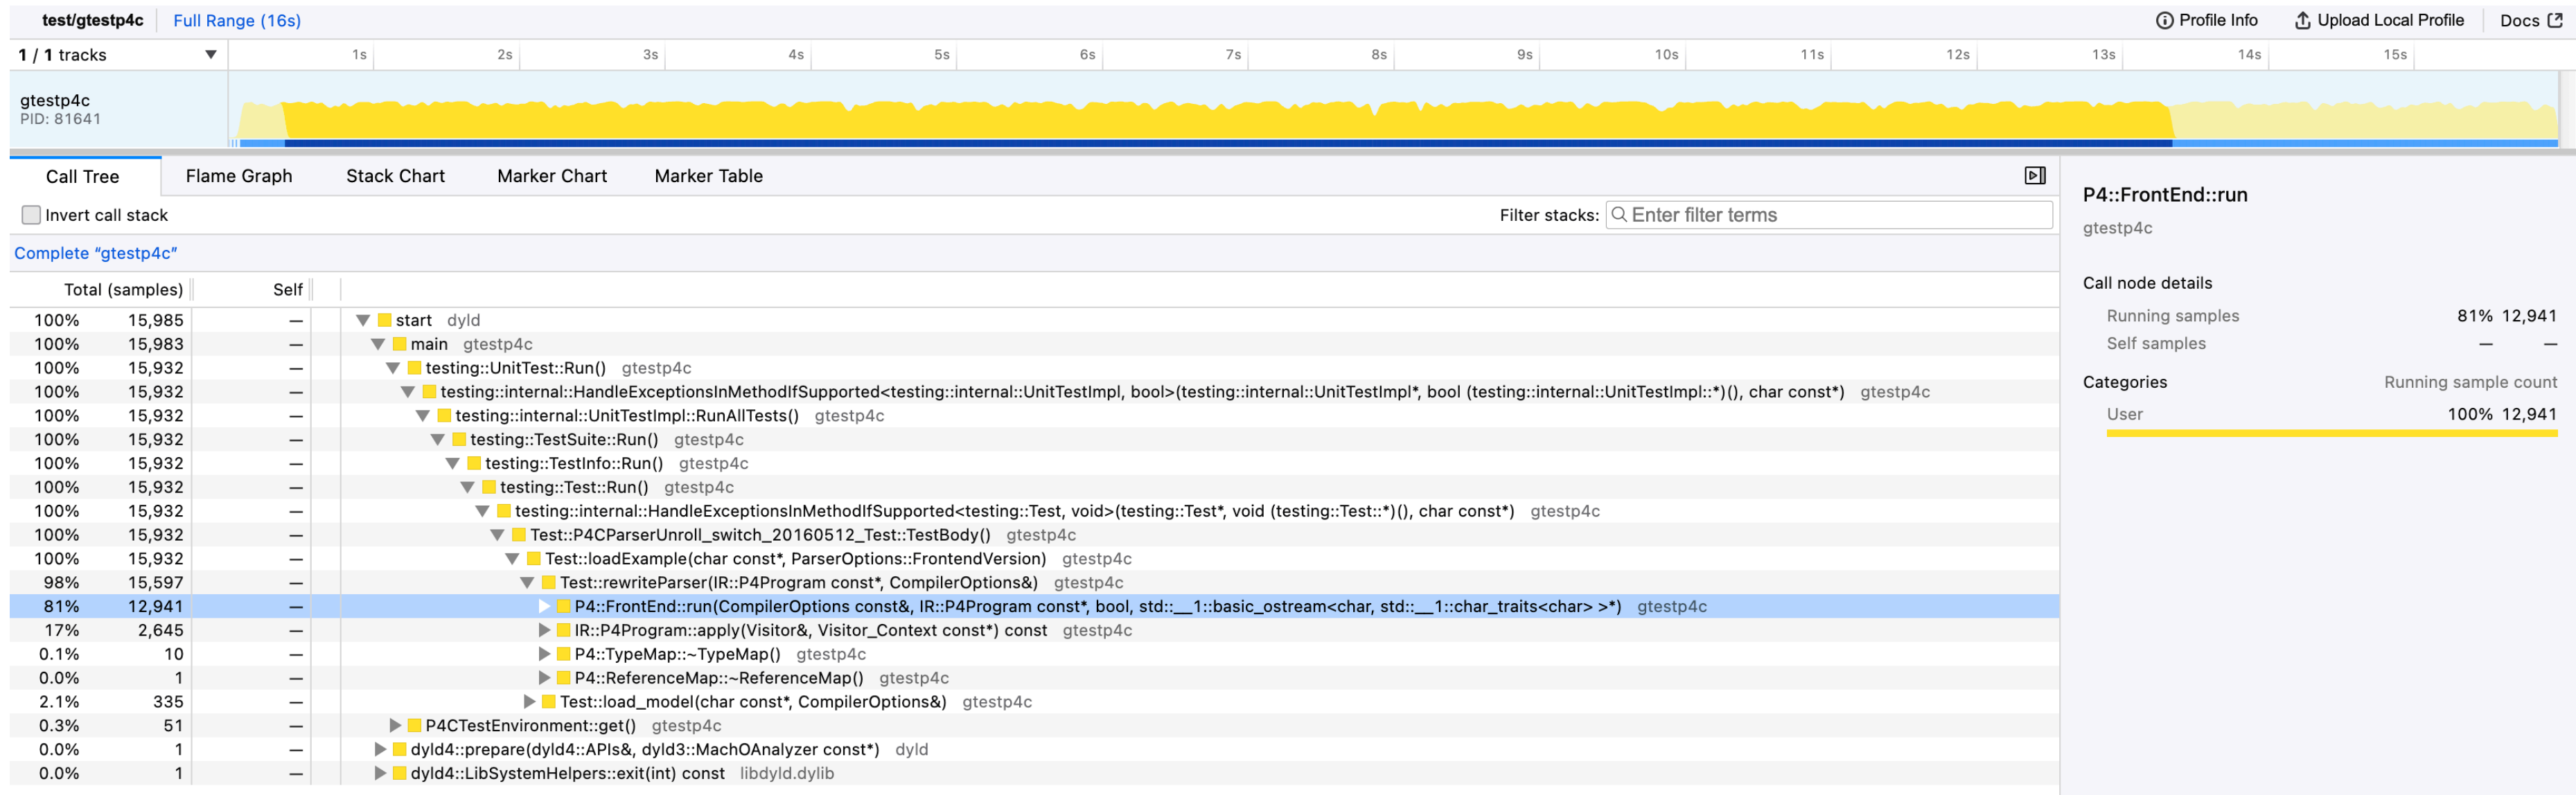 test/gtestp4c Full Range (16s) Profile Info Upload Local Profile Docs
1 / 1 tracks 1s 2s 3s 4s 5s 6s 7s 8s 9s 10s 11s 12s 13s 14s 15s
gtestp4c
PID: 81641
Call Tree Flame Graph Stack Chart Marker Chart Marker Table
Invert call stack Filter stacks: Enter filter terms
Complete “gtestp4c”
Total (samples) Self
100% 15,985 — start dyld
100% 15,983 — main gtestp4c
100% 15,932 — testing::UnitTest::Run() gtestp4c
100% 15,932 — testing::internal::HandleExceptionsInMethodIfSupported<testing::internal::UnitTestImpl, bool>(testing::internal::UnitTestImpl*, bool (testing::internal::UnitTestImpl::*)(), char const*) gtestp4c
100% 15,932 — testing::internal::UnitTestImpl::RunAllTests() gtestp4c
100% 15,932 — testing::TestSuite::Run() gtestp4c
100% 15,932 — testing::TestInfo::Run() gtestp4c
100% 15,932 — testing::Test::Run() gtestp4c
100% 15,932 — testing::internal::HandleExceptionsInMethodIfSupported<testing::Test, void>(testing::Test*, void (testing::Test::*)(), char const*) gtestp4c
100% 15,932 — Test::P4CParserUnroll_switch_20160512_Test::TestBody() gtestp4c
100% 15,932 — Test::loadExample(char const*, ParserOptions::FrontendVersion) gtestp4c
98% 15,597 — Test::rewriteParser(IR::P4Program const*, CompilerOptions&) gtestp4c
81% 12,941 — P4::FrontEnd::run(CompilerOptions const&, IR::P4Program const*, bool, std::__1::basic_ostream<char, std::__1::char_traits<char> >*) gtestp4c
17% 2,645 — IR::P4Program::apply(Visitor&, Visitor_Context const*) const gtestp4c
0.1% 10 — P4::TypeMap::~TypeMap() gtestp4c
0.0% 1 — P4::ReferenceMap::~ReferenceMap() gtestp4c
2.1% 335 — Test::load_model(char const*, CompilerOptions&) gtestp4c
0.3% 51 — P4CTestEnvironment::get() gtestp4c
0.0% 1 — dyld4::prepare(dyld4::APIs&, dyld3::MachOAnalyzer const*) dyld
0.0% 1 — dyld4::LibSystemHelpers::exit(int) const libdyld.dylib
P4::FrontEnd::run
gtestp4c
Call node details
Running samples 81% 12,941
Self samples — —
Categories Running sample count
User 100% 12,941